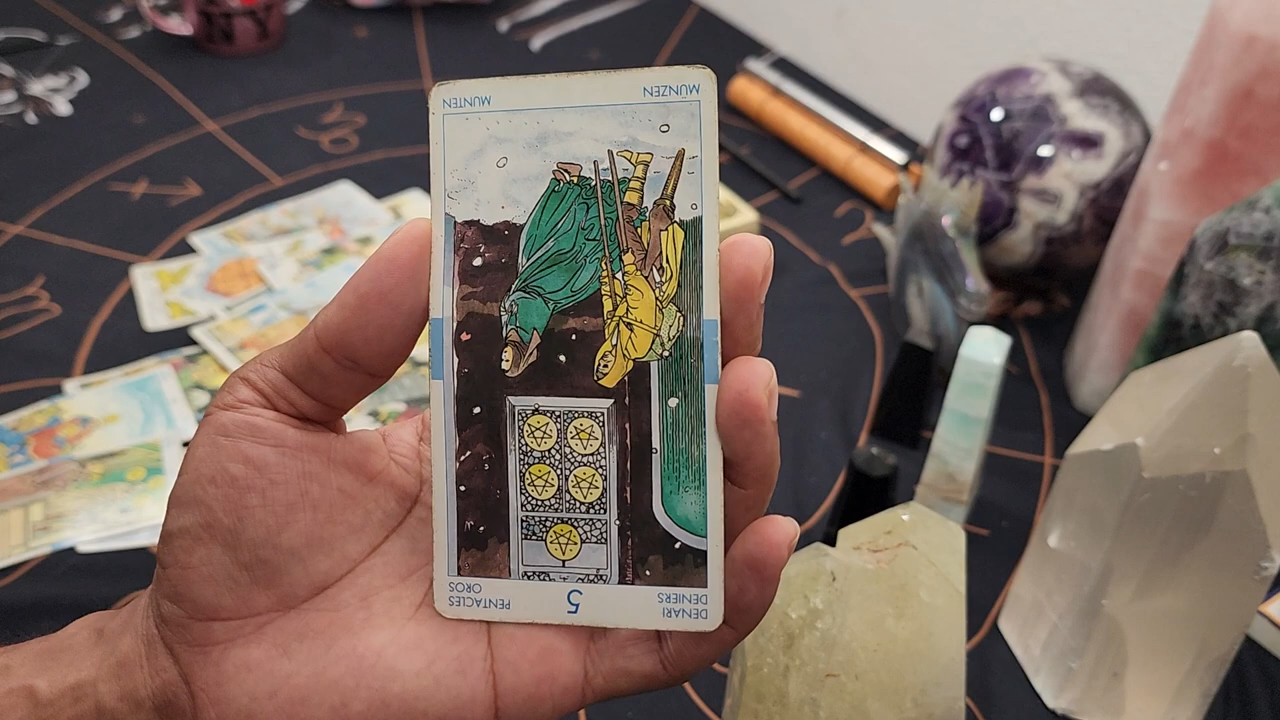 N Y
DENARI
DENIERS
5
PENTACLES
OROS
MÜNZEN
MUNTEN